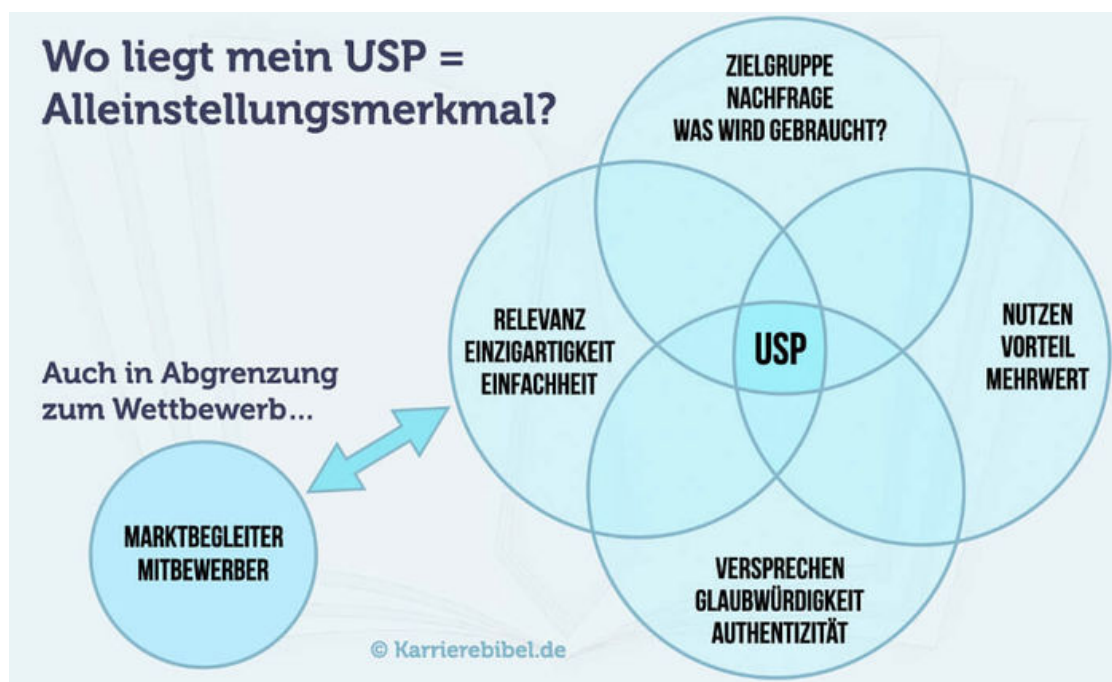 Wo liegt mein USP =
Alleinstellungsmerkmal?
ZIELGRUPPE
NACHFRAGE
WAS WIRD GEBRAUCHT?
RELEVANZ
EINZIGARTIGKEIT
EINFACHHEIT
USP
NUTZEN
VORTEIL
MEHRWERT
Auch in Abgrenzung
zum Wettbewerb...
MARKTBEGLEITER
MITBEWERBER
VERSPRECHEN
GLAUBWÜRDIGKEIT
AUTHENTIZITÄT
© Karrierebibel.de